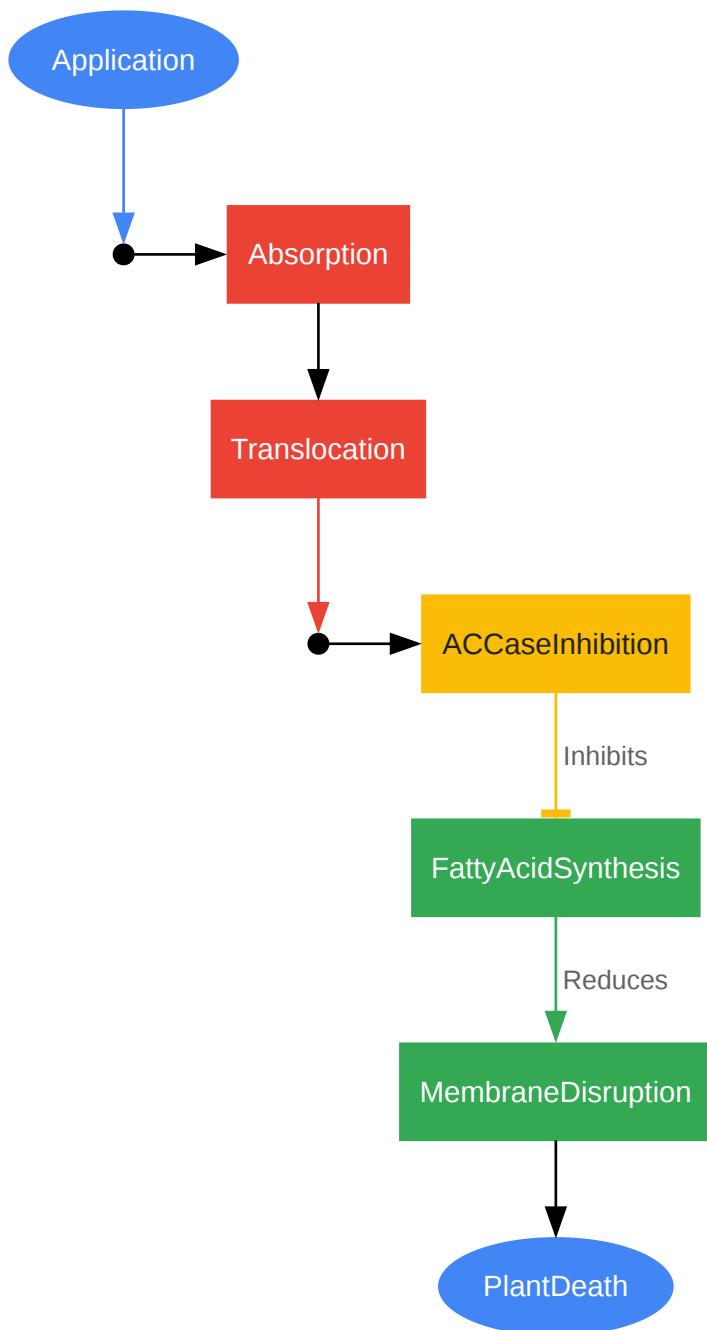 Application
Absorption
Translocation
ACCaseInhibition
Inhibits
FattyAcidSynthesis
Reduces
MembraneDisruption
PlantDeath